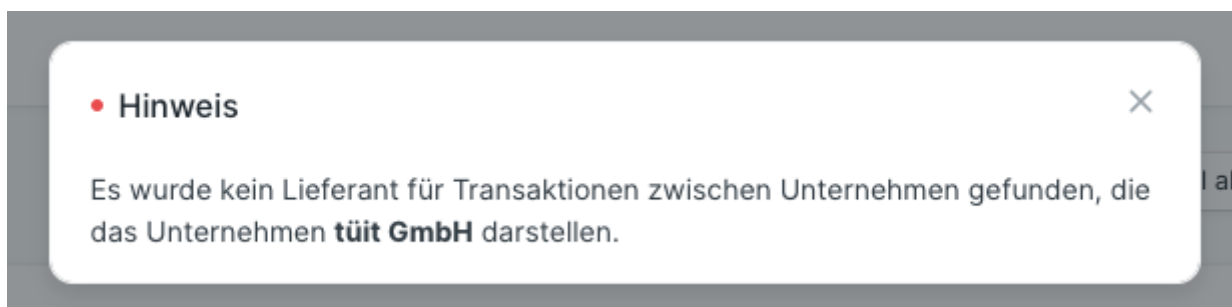 Hinweis
Es wurde kein Lieferant für Transaktionen zwischen Unternehmen gefunden, die
das Unternehmen tüit GmbH darstellen.